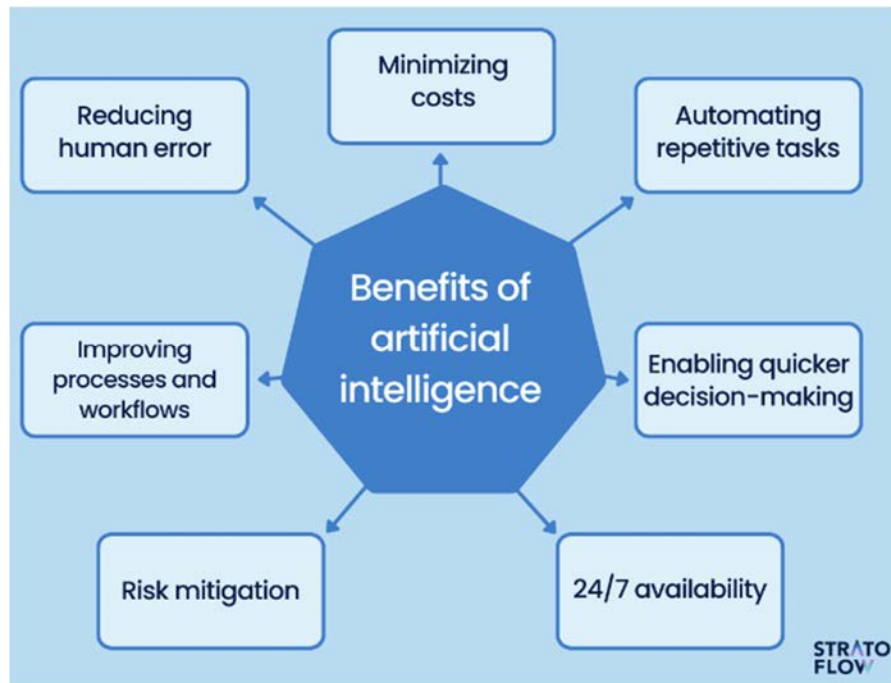 Minimizing
costs
Reducing
human error
Automating
repetitive tasks
Benefits of
artificial
intelligence
Improving
processes and
workflows
Enabling quicker
decision-making
Risk mitigation
24/7 availability
STRATO
FLOW